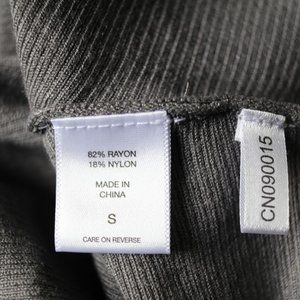 82% RAYON
18% NYLON
MADE IN
CHINA
S
CARE ON REVERSE
CN090015